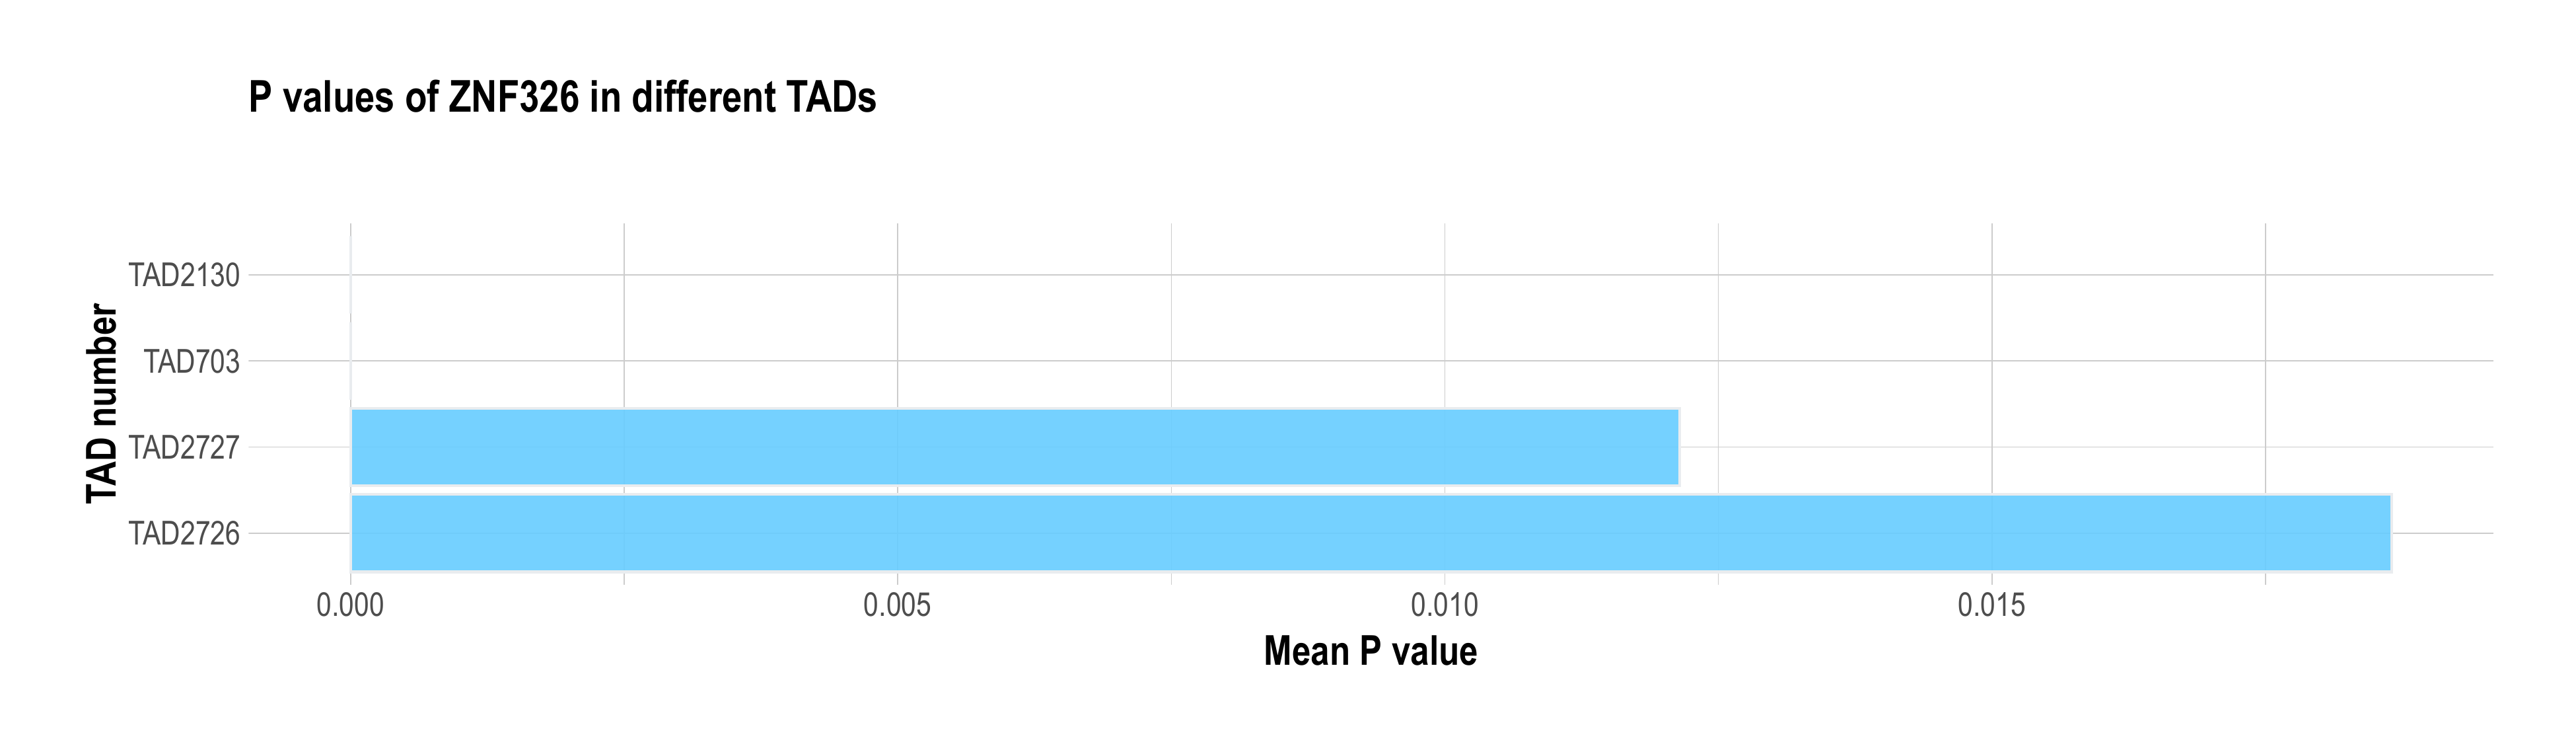 P values of ZNF326 in different TADs
TAD number
TAD2130
TAD703
TAD2727
TAD2726
0.000 0.005 0.010 0.015
Mean P value